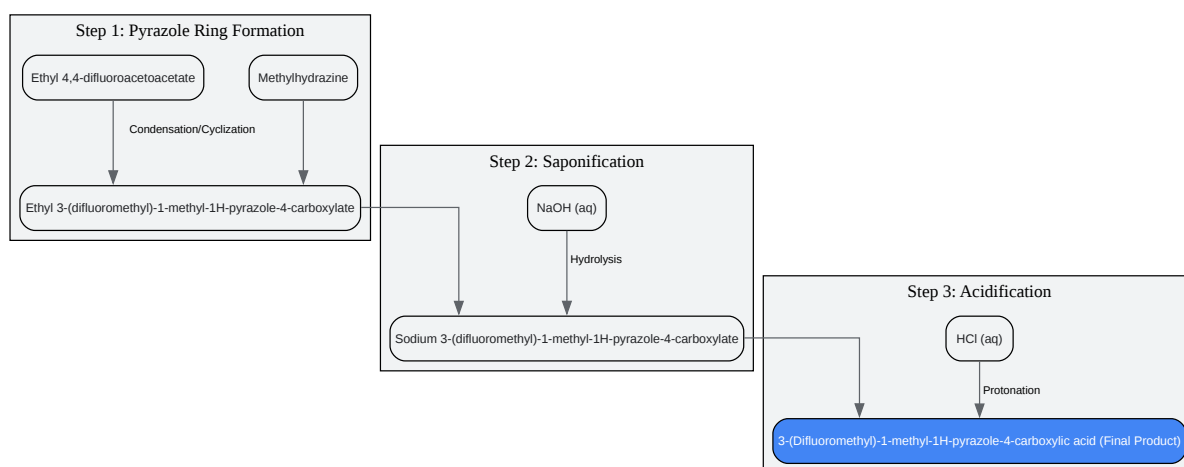 Step 1: Pyrazole Ring Formation
Ethyl 4,4-difluoroacetoacetate
Methylhydrazine
Condensation/Cyclization
Ethyl 3-(difluoromethyl)-1-methyl-1H-pyrazole-4-carboxylate
Step 2: Saponification
NaOH (aq)
Hydrolysis
Sodium 3-(difluoromethyl)-1-methyl-1H-pyrazole-4-carboxylate
Step 3: Acidification
HCl (aq)
Protonation
3-(Difluoromethyl)-1-methyl-1H-pyrazole-4-carboxylic acid (Final Product)